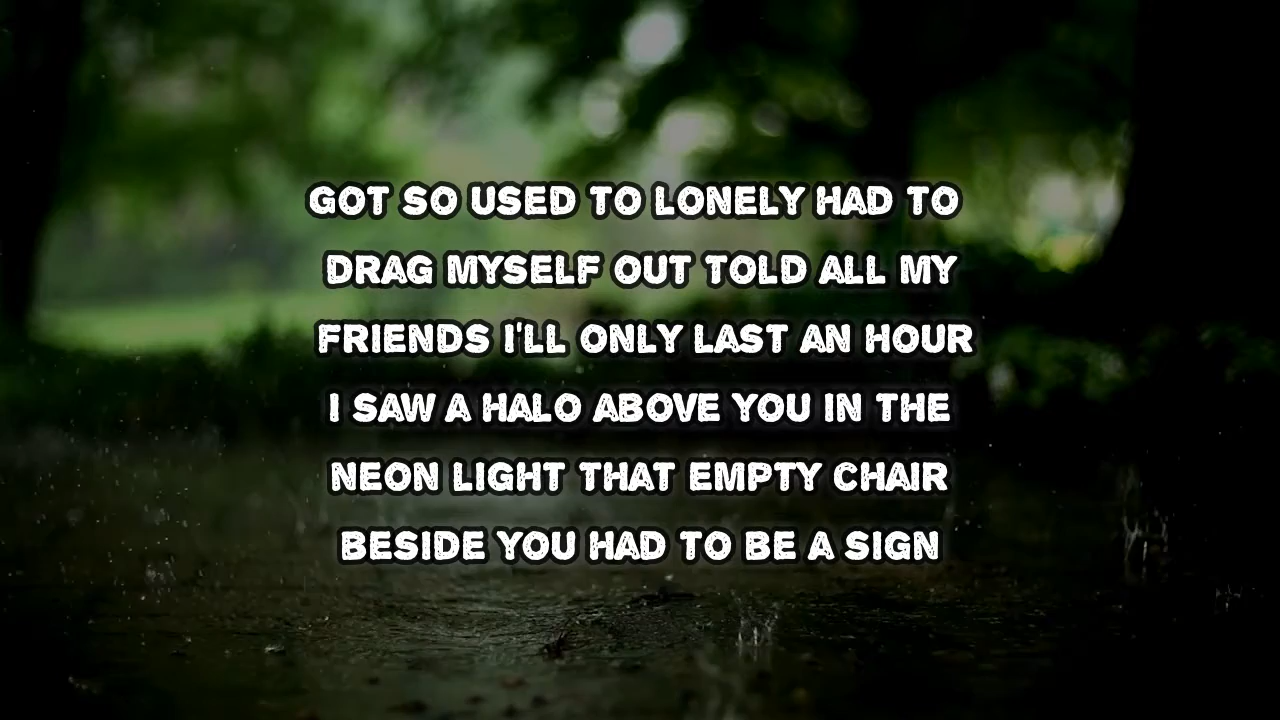 GOT SO USED TO LONELY HAD TO
DRAG MYSELF OUT TOLD ALL MY
FRIENDS I'LL ONLY LAST AN HOUR
I SAW A HALO ABOVE YOU IN THE
NEON LIGHT THAT EMPTY CHAIR
BESIDE YOU HAD TO BE A SIGN